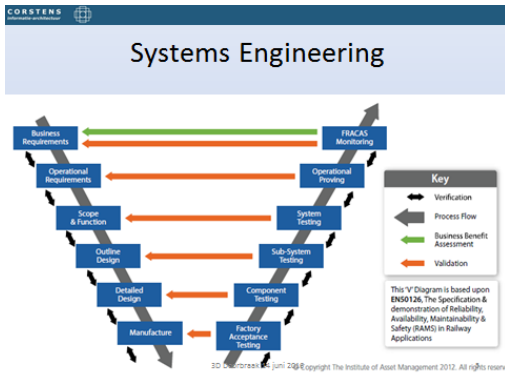 CORSTENS
informatie-architectuur
Systems Engineering
Business
Requirements
FRACAS
Monitoring
Operational
Requirements
Operational
Proving
Scope
& Function
System
Testing
Outline
Design
Sub-System
Testing
Detailed
Design
Component
Testing
Manufacture
Factory
Acceptance
Testing
Key
Verification
Process Flow
Business Benefit
Assessment
Validation
This 'V' Diagram is based upon
EN50126, The Specification &
demonstration of Reliability,
Availability, Maintainability &
Safety (RAMS) in Railway
Applications
3D juni
Copyright The Institute of Asset Management 2012. All rights reser